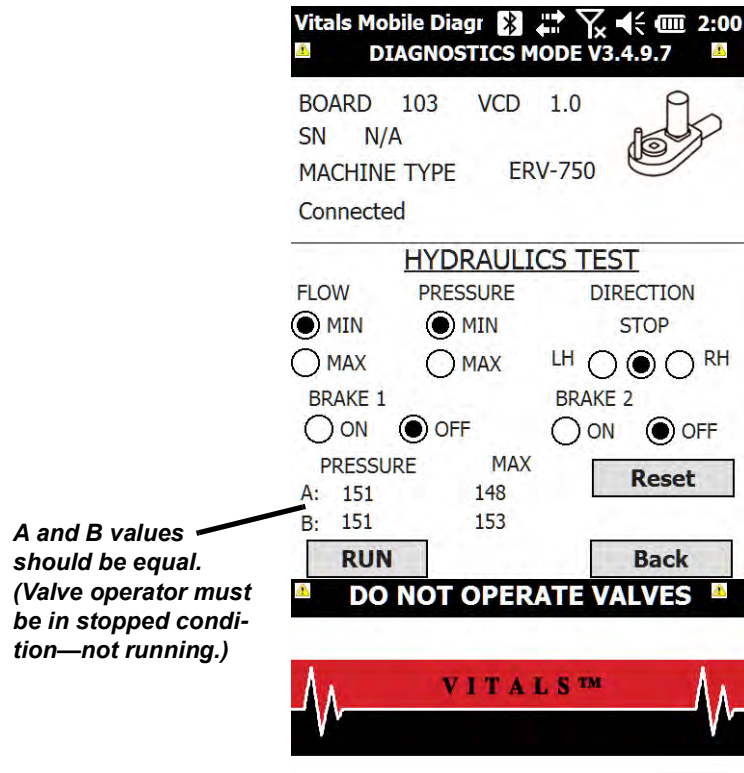 Vitals Mobile Diagr 2:00
DIAGNOSTICS MODE V3.4.9.7
BOARD 103 VCD 1.0
SN N/A
MACHINE TYPE ERV-750
Connected
HYDRAULICS TEST
FLOW PRESSURE DIRECTION
MIN MIN STOP
MAX MAX LH RH
BRAKE 1 BRAKE 2
ON OFF ON OFF
PRESSURE MAX
Reset
A: 151 148
B: 151 153
RUN Back
DO NOT OPERATE VALVES
A and B values
should be equal.
(Valve operator must
be in stopped condi-
tion—not running.)
VITALS™